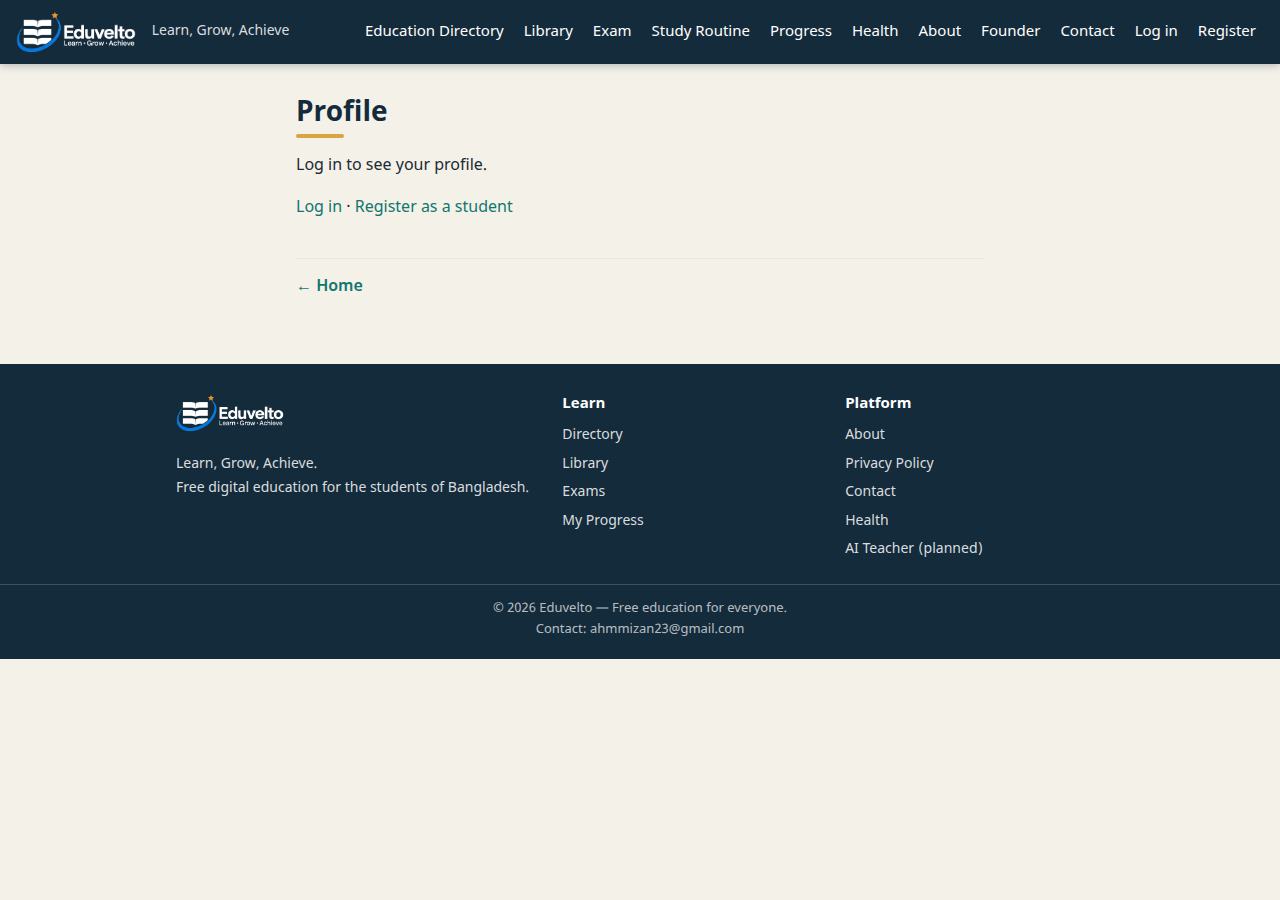 Eduvelto
Learn · Grow · Achieve
Learn, Grow, Achieve
Education Directory
Library
Exam
Study Routine
Progress
Health
About
Founder
Contact
Log in
Register
Profile
Log in to see your profile.
Log in · Register as a student
← Home
Eduvelto
Learn · Grow · Achieve
Learn, Grow, Achieve.
Free digital education for the students of Bangladesh.
Learn
Directory
Library
Exams
My Progress
Platform
About
Privacy Policy
Contact
Health
AI Teacher (planned)
© 2026 Eduvelto — Free education for everyone.
Contact: ahmmizan23@gmail.com